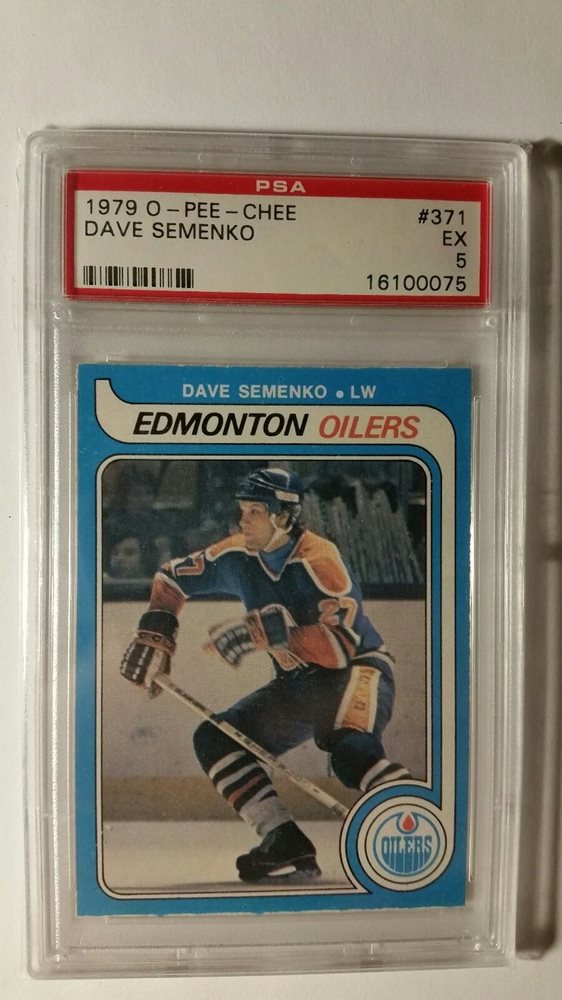 PSA
1979 O-PEE-CHEE #371
DAVE SEMENKO EX
5
16100075
DAVE SEMENKO • LW
EDMONTON OILERS
27
27
OILERS